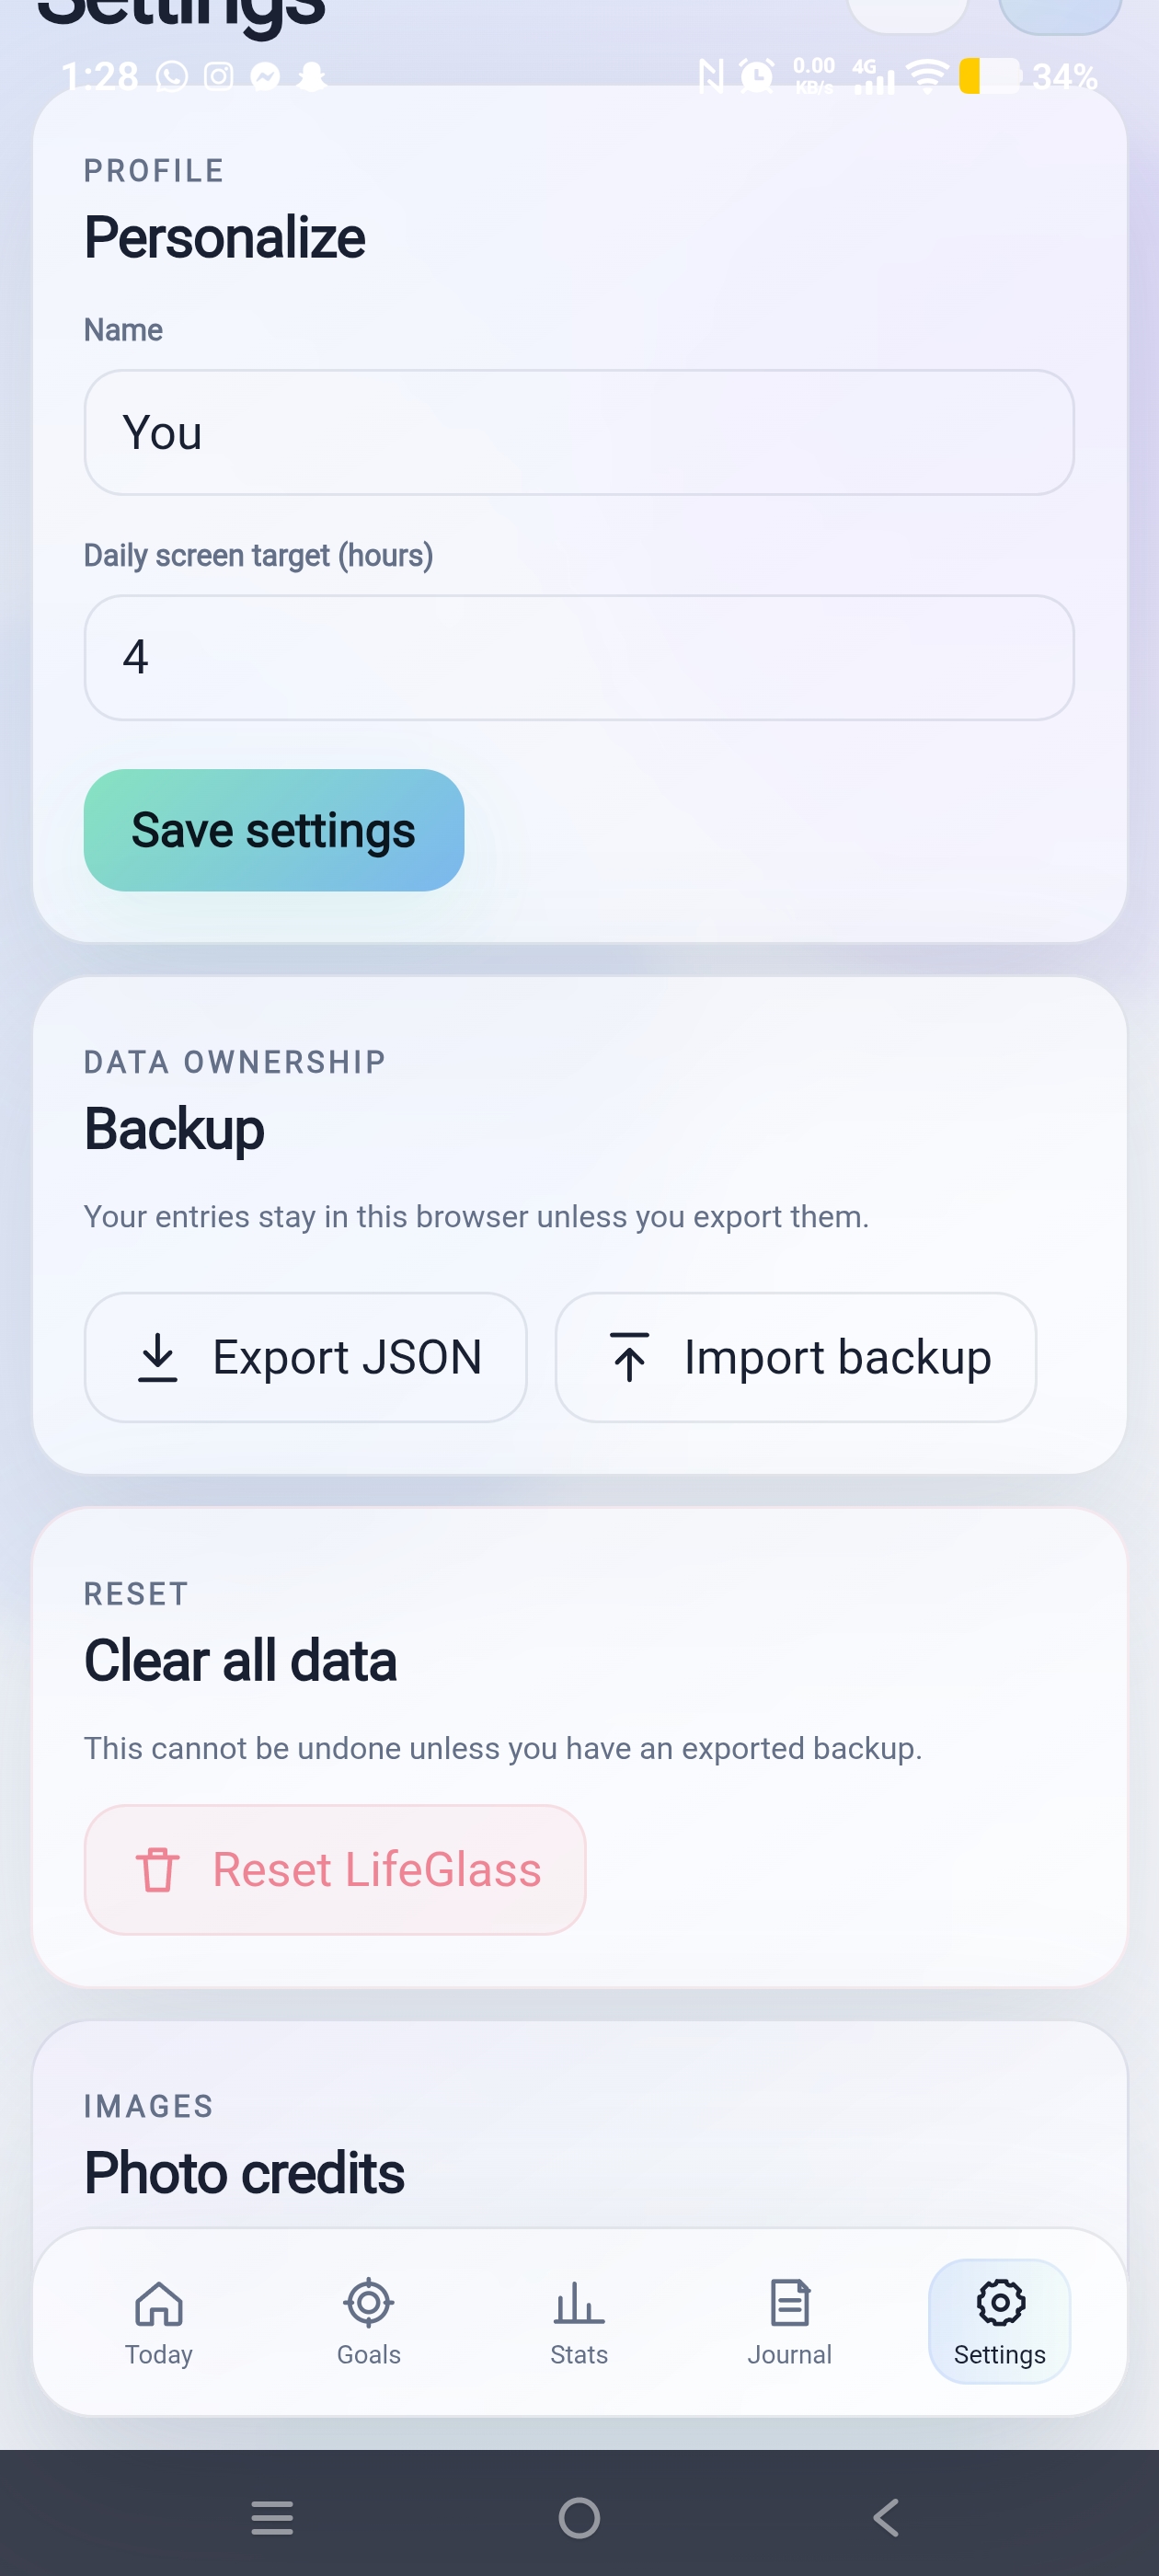 Settings
1:28 0.00 KB/s 4G 34%
PROFILE
Personalize
Name
You
Daily screen target (hours)
4
Save settings
DATA OWNERSHIP
Backup
Your entries stay in this browser unless you export them.
Export JSON Import backup
RESET
Clear all data
This cannot be undone unless you have an exported backup.
Reset LifeGlass
IMAGES
Photo credits
Today Goals Stats Journal Settings